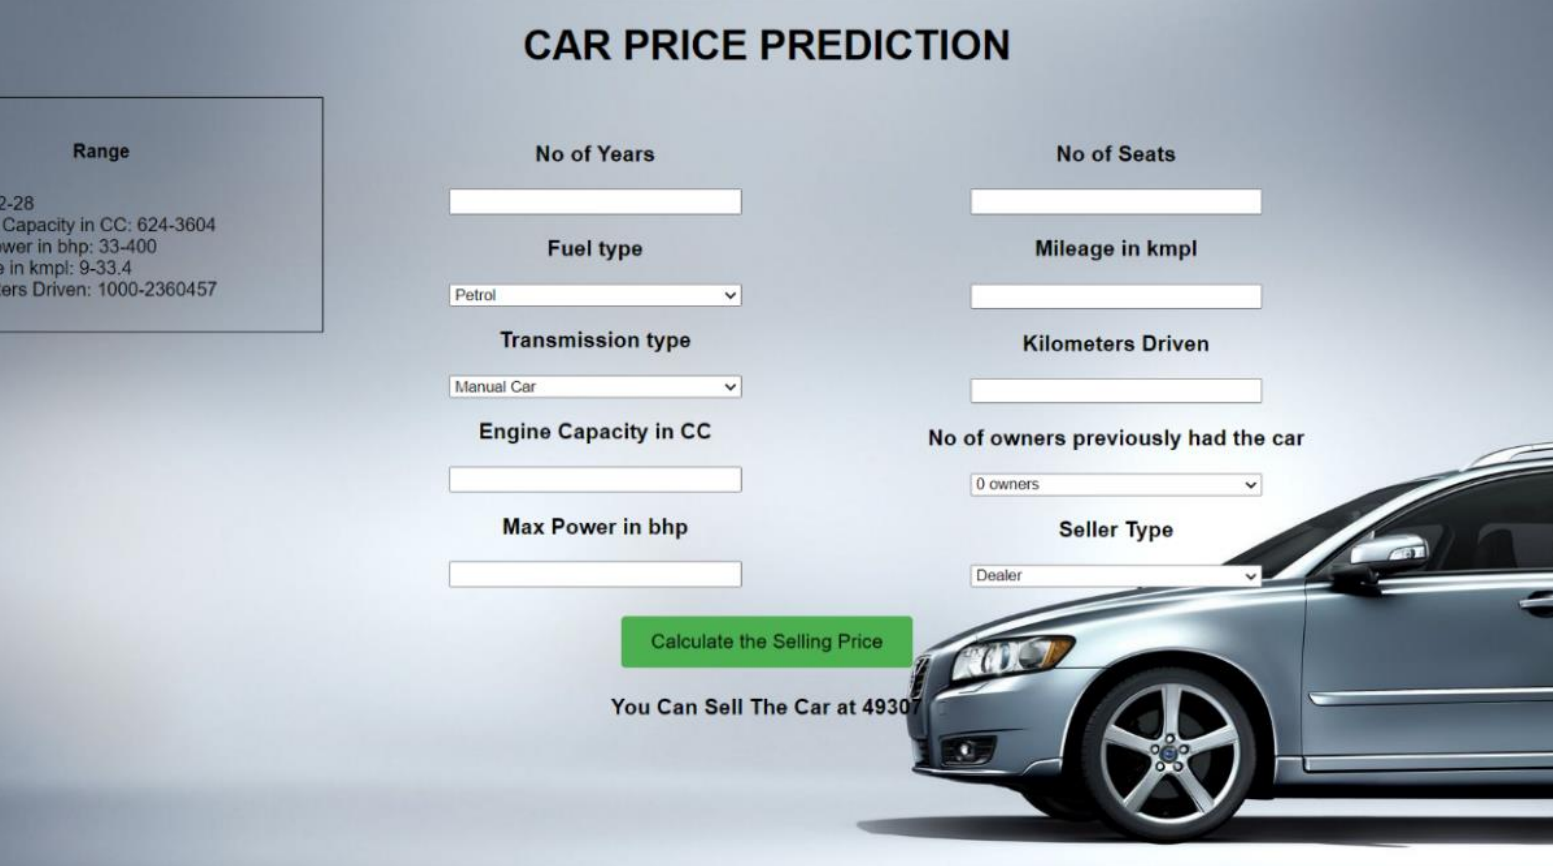 CAR PRICE PREDICTION
Range
2-28
Capacity in CC: 624-3604
wer in bhp: 33-400
in kmpl: 9-33.4
ers Driven: 1000-2360457
No of Years
Fuel type
Petrol
Transmission type
Manual Car
Engine Capacity in CC
Max Power in bhp
No of Seats
Mileage in kmpl
Kilometers Driven
No of owners previously had the car
0 owners
Seller Type
Dealer
Calculate the Selling Price
You Can Sell The Car at 49307